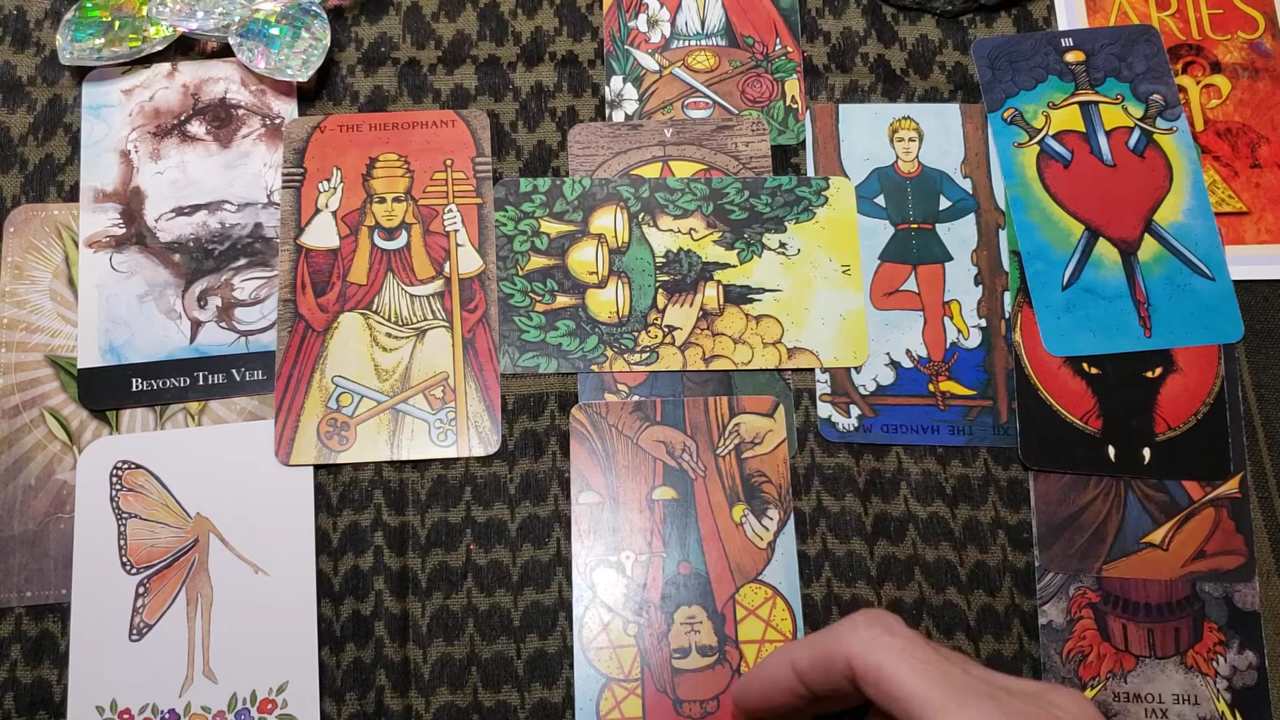 ARIES
III
V – THE HIEROPHANT
V
IV
BEYOND THE VEIL
XII – THE HANGED MAN
XVI
THE TOWER